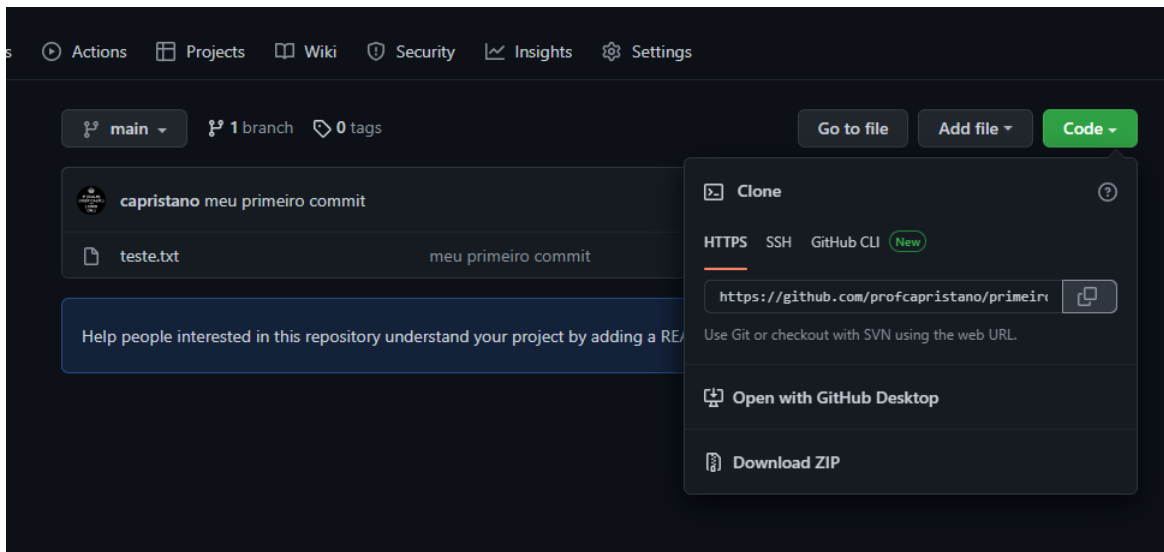 s Actions Projects Wiki Security Insights Settings
main 1 branch 0 tags Go to file Add file Code
capristano meu primeiro commit
teste.txt meu primeiro commit
Help people interested in this repository understand your project by adding a REA
Clone
HTTPS SSH GitHub CLI New
https://github.com/profcapristano/primeiro
Use Git or checkout with SVN using the web URL.
Open with GitHub Desktop
Download ZIP